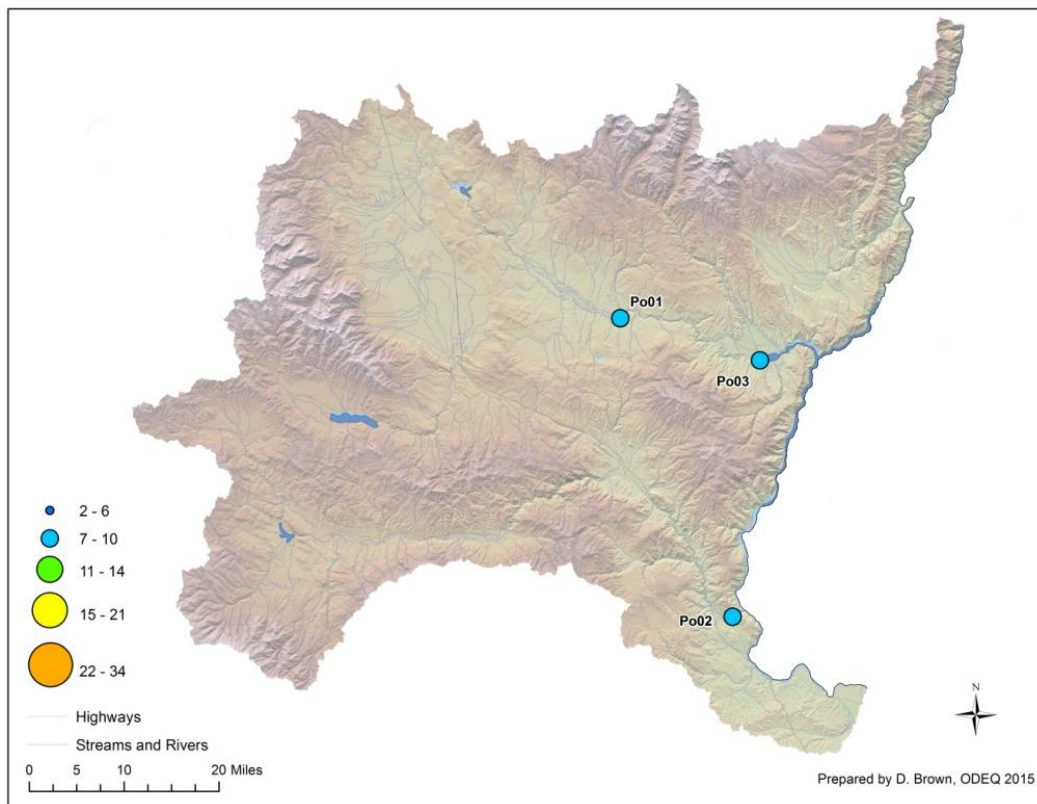 Po01
Po03
Po02
2 - 6
7 - 10
11 - 14
15 - 21
22 - 34
Highways
Streams and Rivers
0 5 10 20 Miles
N
Prepared by D. Brown, ODEQ 2015